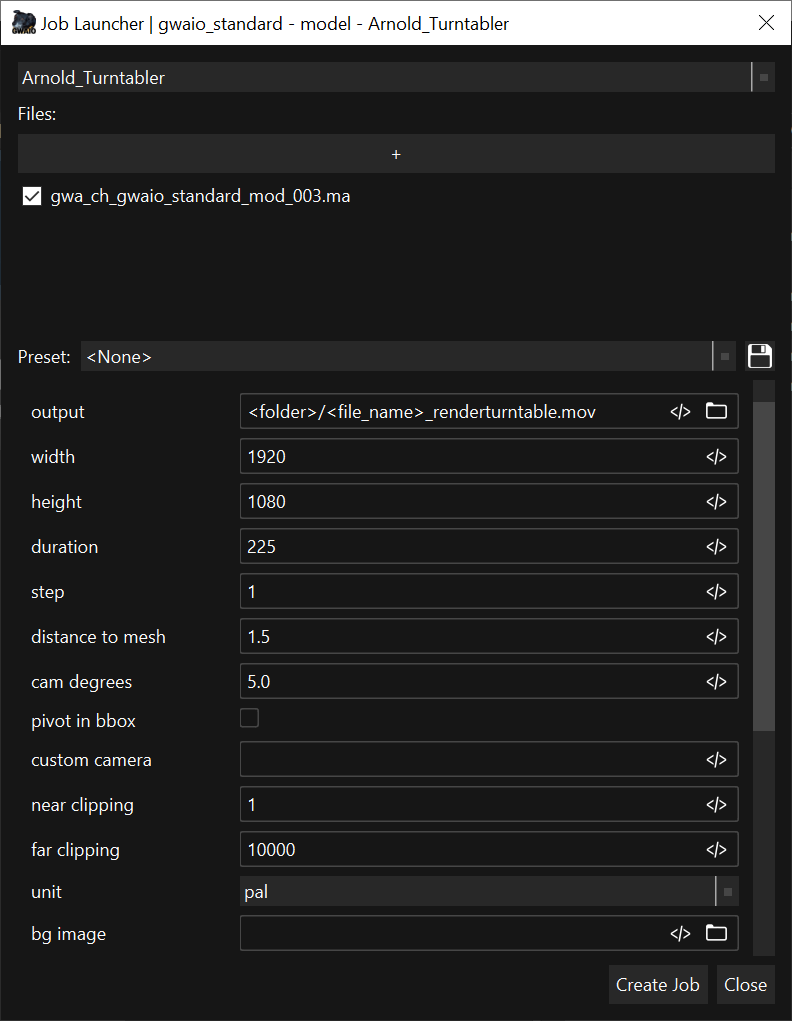 GWAIO
Job Launcher | gwaio_standard - model - Arnold_Turntabler
Arnold_Turntabler
Files:
+
gwa_ch_gwaio_standard_mod_003.ma
Preset: <None>
output <folder>/<file_name>_renderturntable.mov </>
width 1920 </>
height 1080 </>
duration 225 </>
step 1 </>
distance to mesh 1.5 </>
cam degrees 5.0 </>
pivot in bbox
custom camera </>
near clipping 1 </>
far clipping 10000 </>
unit pal
bg image </>
Create Job Close